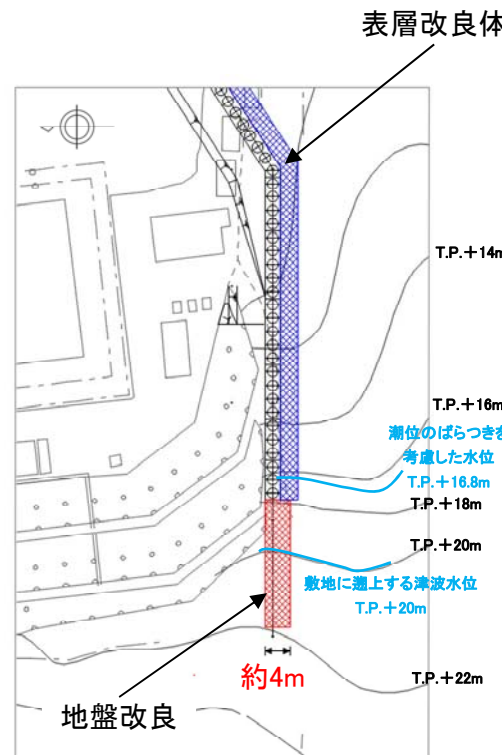 表層改良体
T.P.+14m
T.P.+16m
潮位のばらつきを
考慮した水位
T.P.+16.8m
T.P.+18m
T.P.+20m
敷地に遡上する津波水位
T.P.+20m
約4m
T.P.+22m
地盤改良